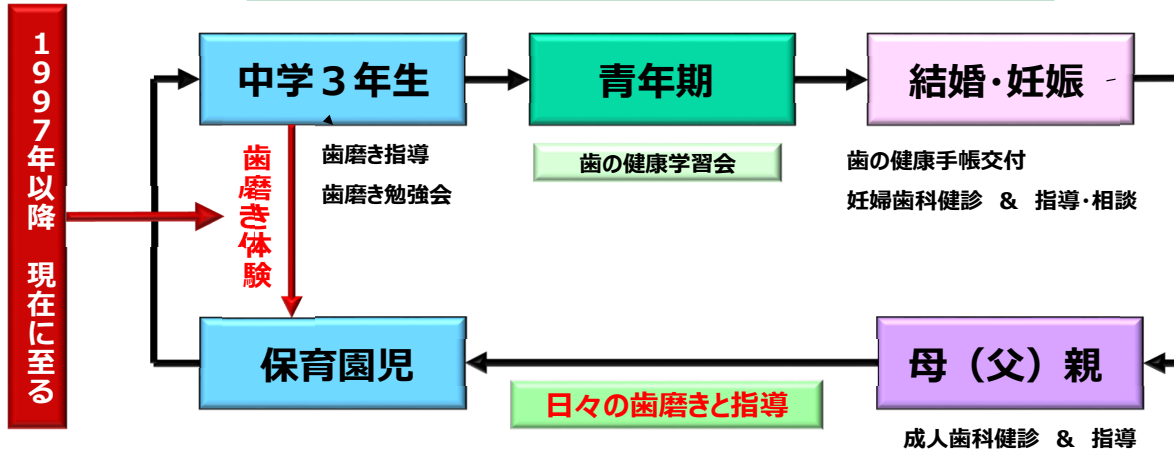 1997年以降　現在に至る
中学３年生
青年期
結婚・妊娠
歯磨き体験
歯磨き指導
歯磨き勉強会
歯の健康学習会
歯の健康手帳交付
妊婦歯科健診　＆　指導・相談
保育園児
母（父）親
日々の歯磨きと指導
成人歯科健診　＆　指導